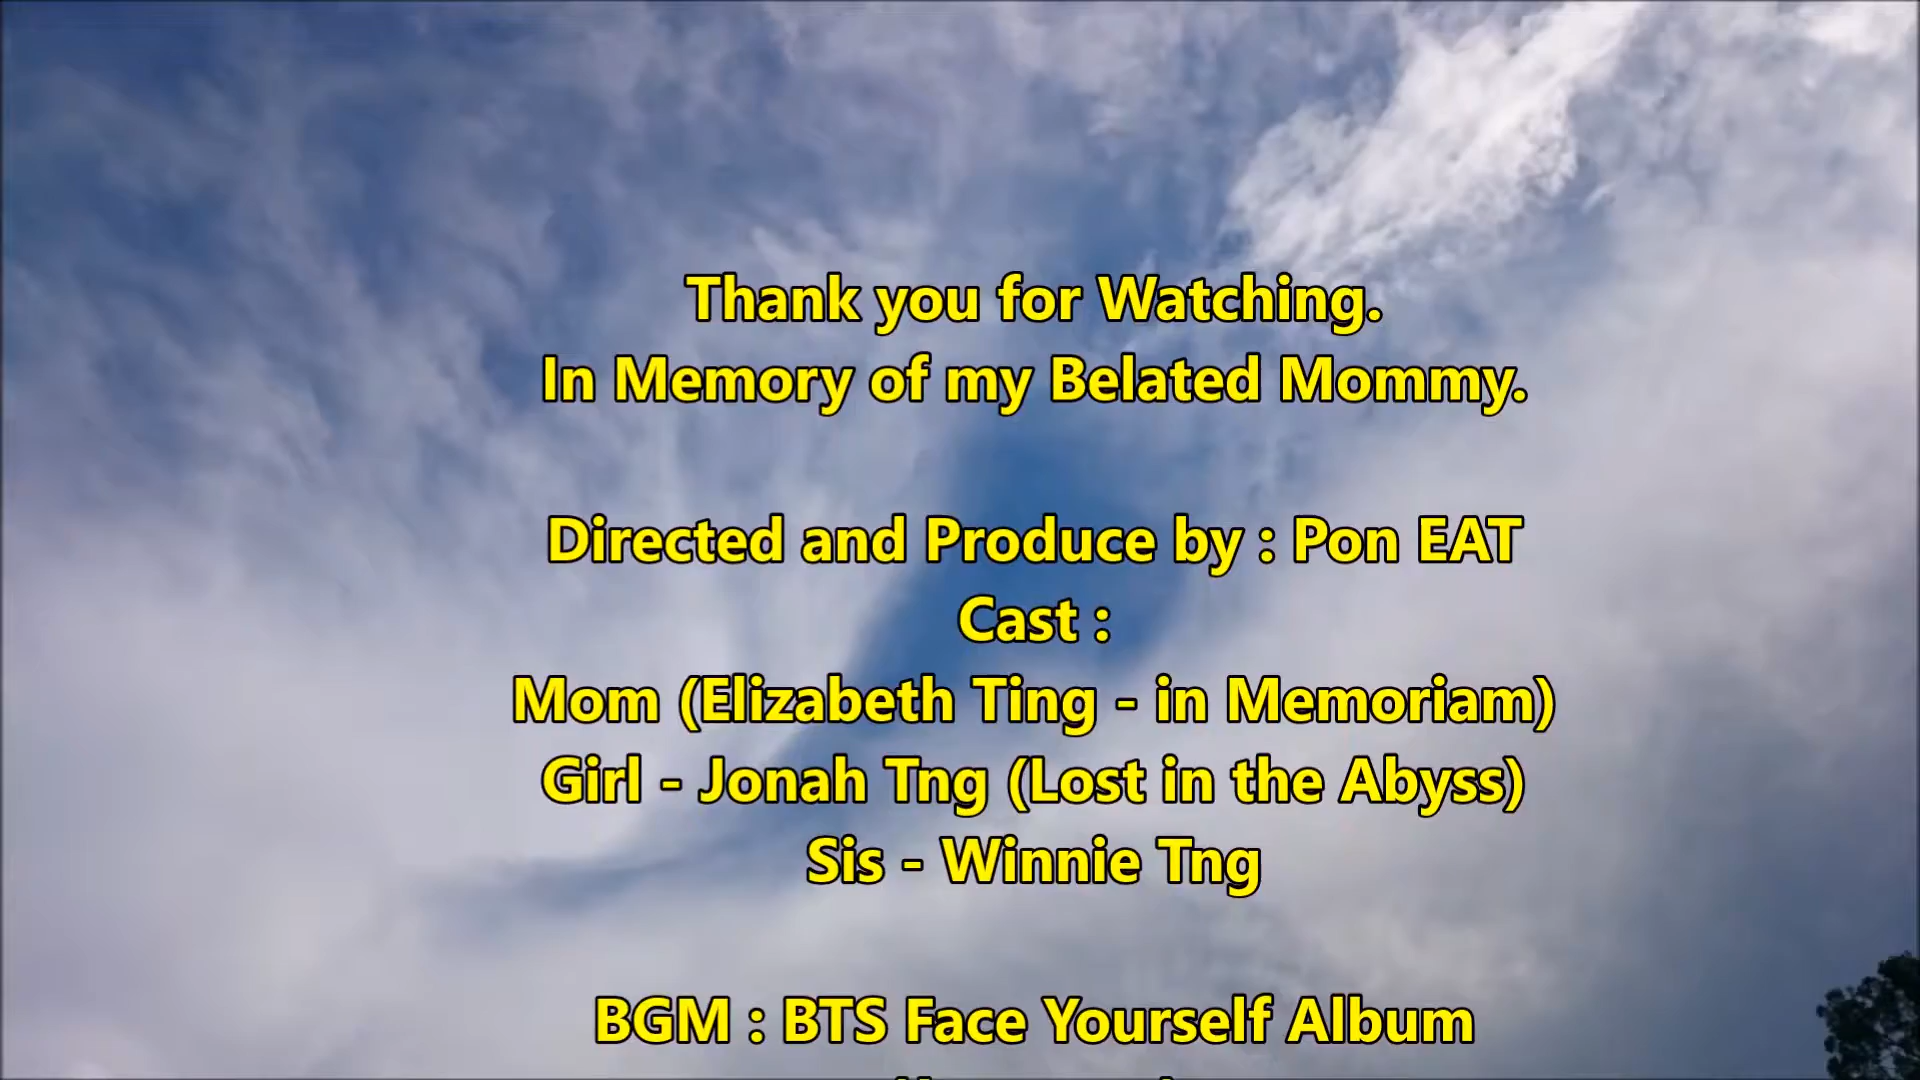 Thank you for Watching.
In Memory of my Belated Mommy.
Directed and Produce by : Pon EAT
Cast :
Mom (Elizabeth Ting - in Memoriam)
Girl - Jonah Tng (Lost in the Abyss)
Sis - Winnie Tng
BGM : BTS Face Yourself Album